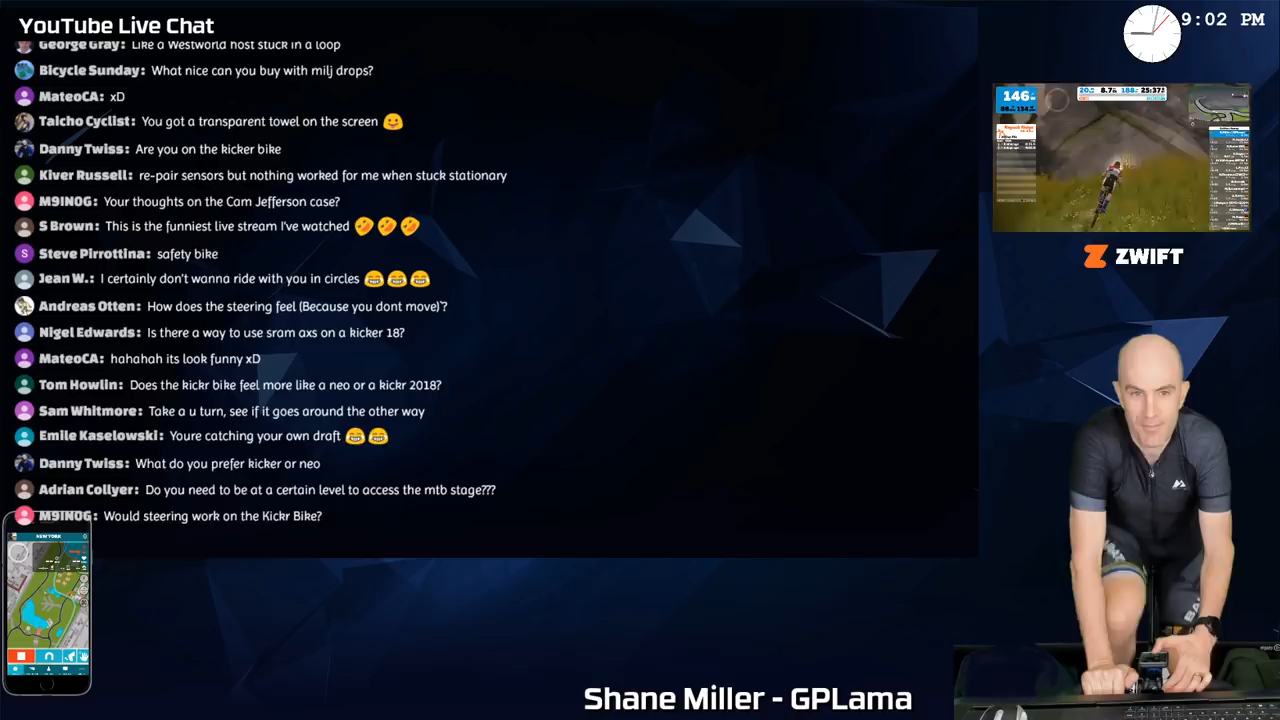 YouTube Live Chat
George Gray: Like a Westworld host stuck in a loop
Bicycle Sunday: What nice can you buy with milj drops?
MateoCA: xD
Taicho Cyclist: You got a transparent towel on the screen
Danny Twiss: Are you on the kicker bike
Kiver Russell: re-pair sensors but nothing worked for me when stuck stationary
M9IN0G: Your thoughts on the Cam Jefferson case?
S Brown: This is the funniest live stream I've watched
S Steve Pirrottina: safety bike
Jean W.: I certainly don't wanna ride with you in circles
Andreas Otten: How does the steering feel (Because you dont move)?
Nigel Edwards: Is there a way to use sram axs on a kicker 18?
MateoCA: hahahah its look funny xD
Tom Howlin: Does the kickr bike feel more like a neo or a kickr 2018?
Sam Whitmore: Take a u turn, see if it goes around the other way
Emile Kaselowski: Youre catching your own draft
Danny Twiss: What do you prefer kicker or neo
Adrian Collyer: Do you need to be at a certain level to access the mtb stage???
M9IN0G: Would steering work on the Kickr Bike?
NEW YORK
9:02 PM
146
20 8.7 188 25:37
ZWIFT
Shane Miller - GPLama